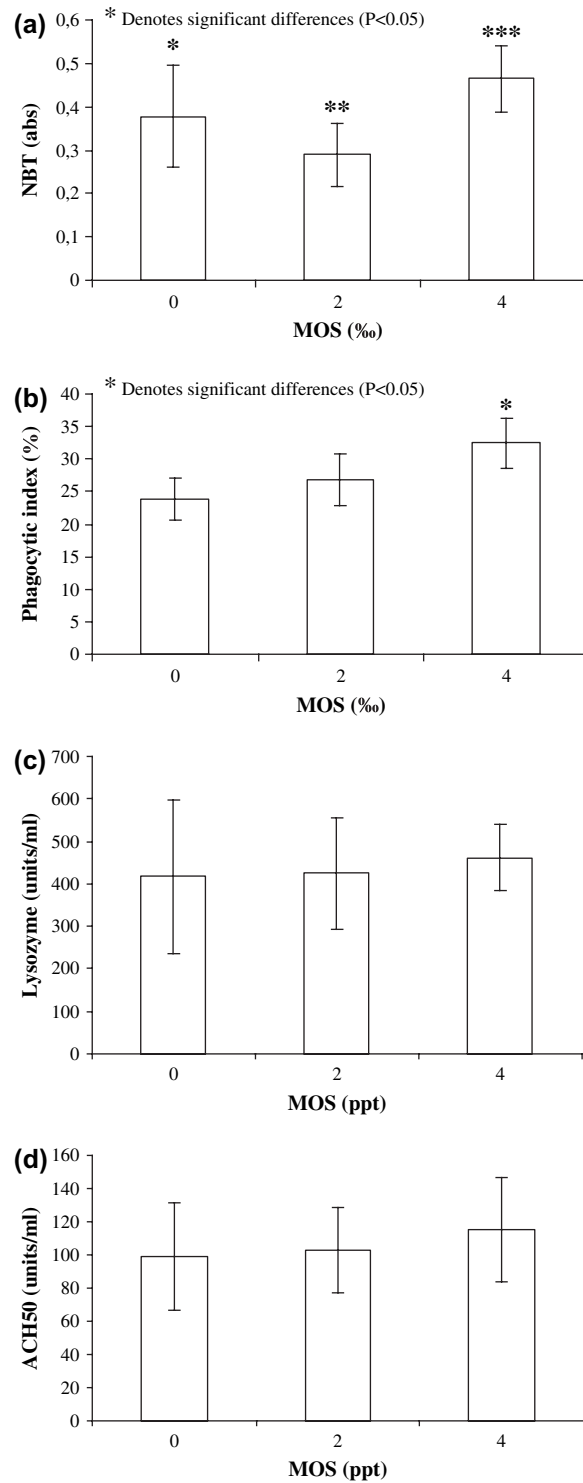 (a)
* Denotes significant differences (P<0.05)
0,6
0,5
0,4
0,3
0,2
0,1
0
NBT (abs)
*
**
***
0 2 4
MOS (‰)
(b)
* Denotes significant differences (P<0.05)
40
35
30
25
20
15
10
5
0
Phagocytic index (%)
*
0 2 4
MOS (‰)
(c)
700
600
500
400
300
200
100
0
Lysozyme (units/ml)
0 2 4
MOS (ppt)
(d)
160
140
120
100
80
60
40
20
0
ACH50 (units/ml)
0 2 4
MOS (ppt)